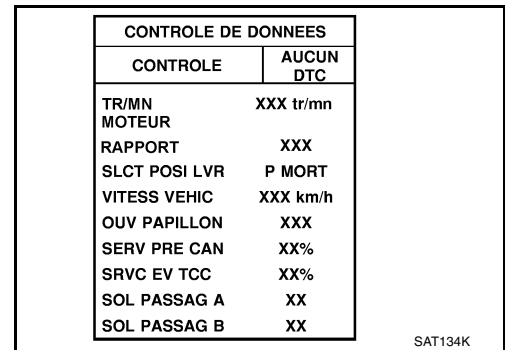 CONTROLE DE DONNEES
CONTROLE AUCUN DTC
TR/MN MOTEUR XXX tr/mn
RAPPORT XXX
SLCT POSI LVR P MORT
VITESS VEHIC XXX km/h
OUV PAPILLON XXX
SERV PRE CAN XX%
SRVC EV TCC XX%
SOL PASSAG A XX
SOL PASSAG B XX
SAT134K